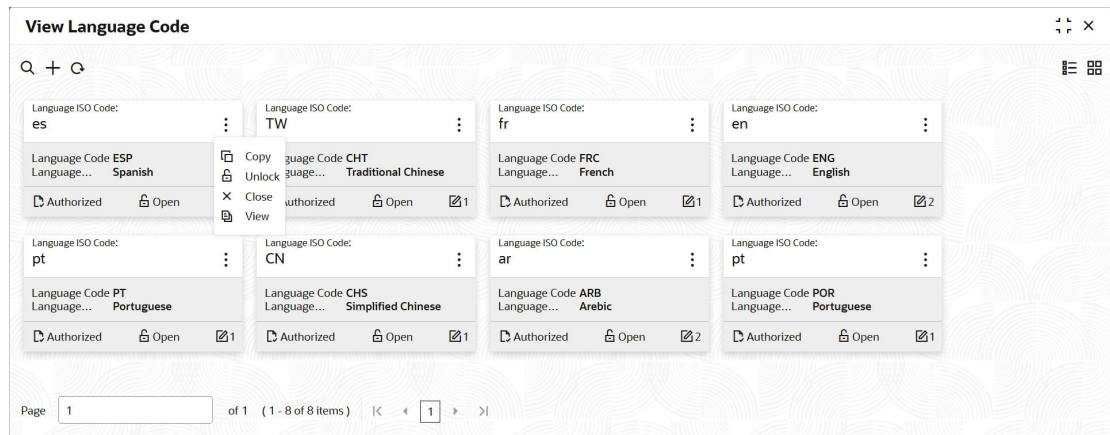 View Language Code
Language ISO Code: Language ISO Code: Language ISO Code: Language ISO Code:
es TW fr en
Language Code ESP Copy guage Code CHT Language Code FRC Language Code ENG
Language... Spanish Unlock guage... Traditional Chinese Language... French Language... English
Authorized Open Close uthorized Open 1 Authorized Open 1 Authorized Open 2
View
Language ISO Code: Language ISO Code: Language ISO Code: Language ISO Code:
pt CN ar pt
Language Code PT Language Code CHS Language Code ARB Language Code POR
Language... Portuguese Language... Simplified Chinese Language... Arebic Language... Portuguese
Authorized Open 1 Authorized Open 1 Authorized Open 2 Authorized Open 1
Page 1 of 1 ( 1 - 8 of 8 items ) 1